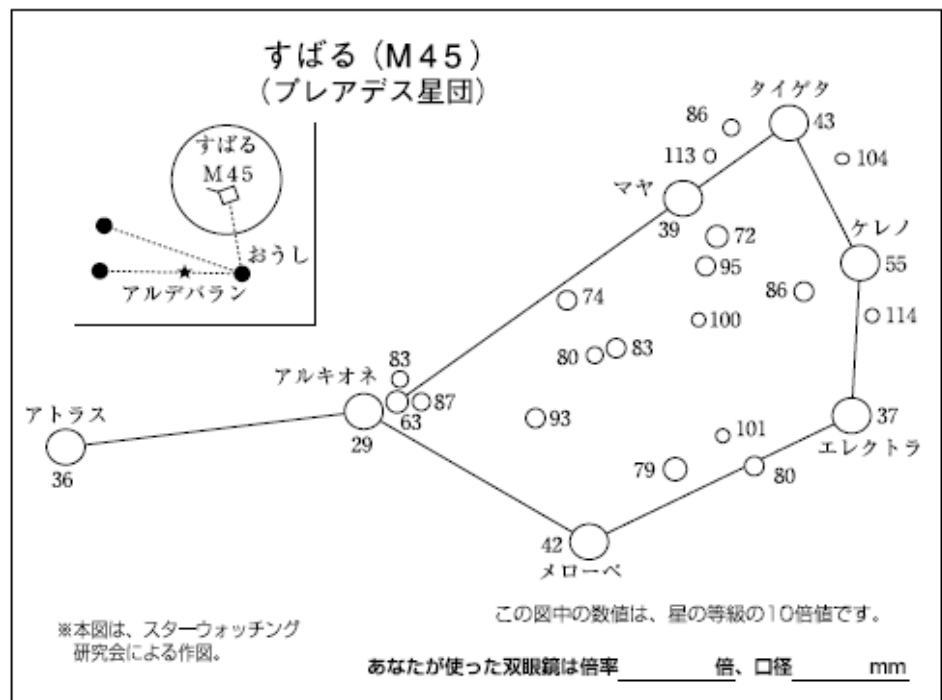 すばる (M45)
(プレアデス星団)
すばる
M45
おうし
アルデバラン
タイゲタ
43
86
113
104
マヤ
39
72
95
ケレノ
55
86
114
74
100
80
83
83
アルキオネ
63
87
29
アトラス
36
93
101
37
エレクトラ
79
80
42
メローペ
この図中の数値は、星の等級の10倍値です。
※本図は、スターウォッチング
研究会による作図。
あなたが使った双眼鏡は倍率 倍、口径 mm